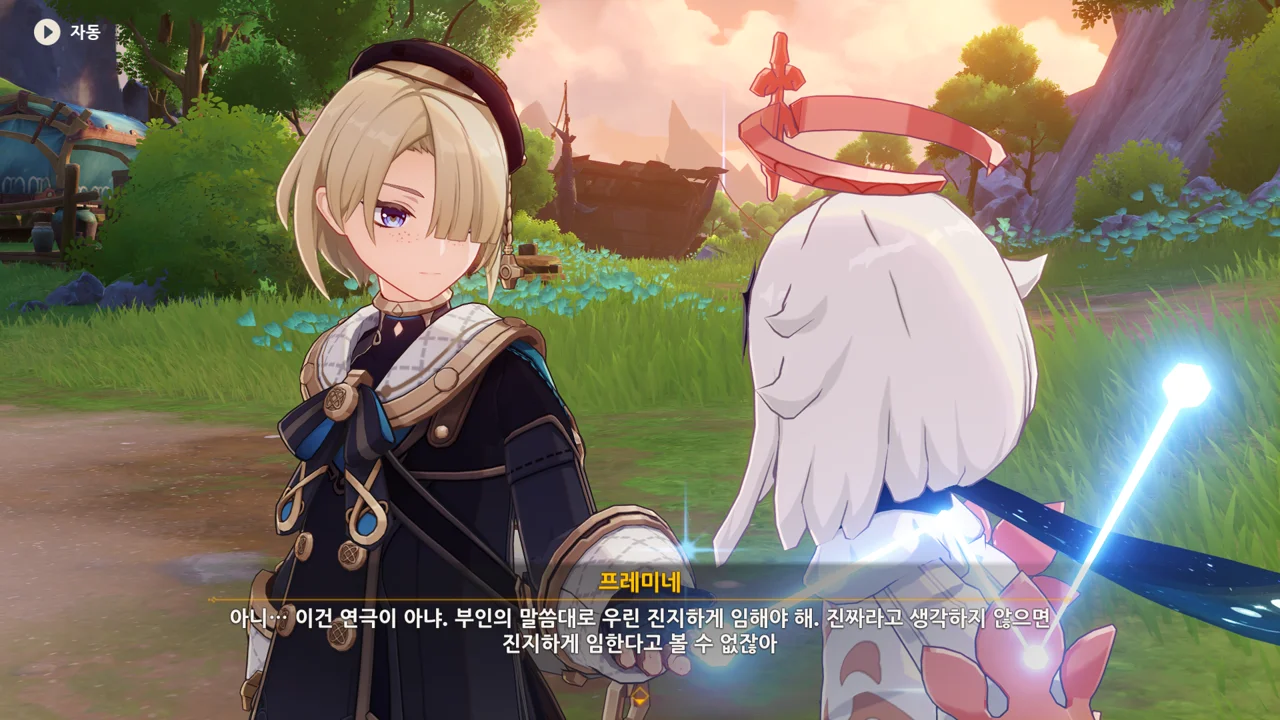 자동
프레미네
아니… 이건 연극이 아냐. 부인의 말씀대로 우린 진지하게 임해야 해. 진짜라고 생각하지 않으면
진지하게 임한다고 볼 수 없잖아